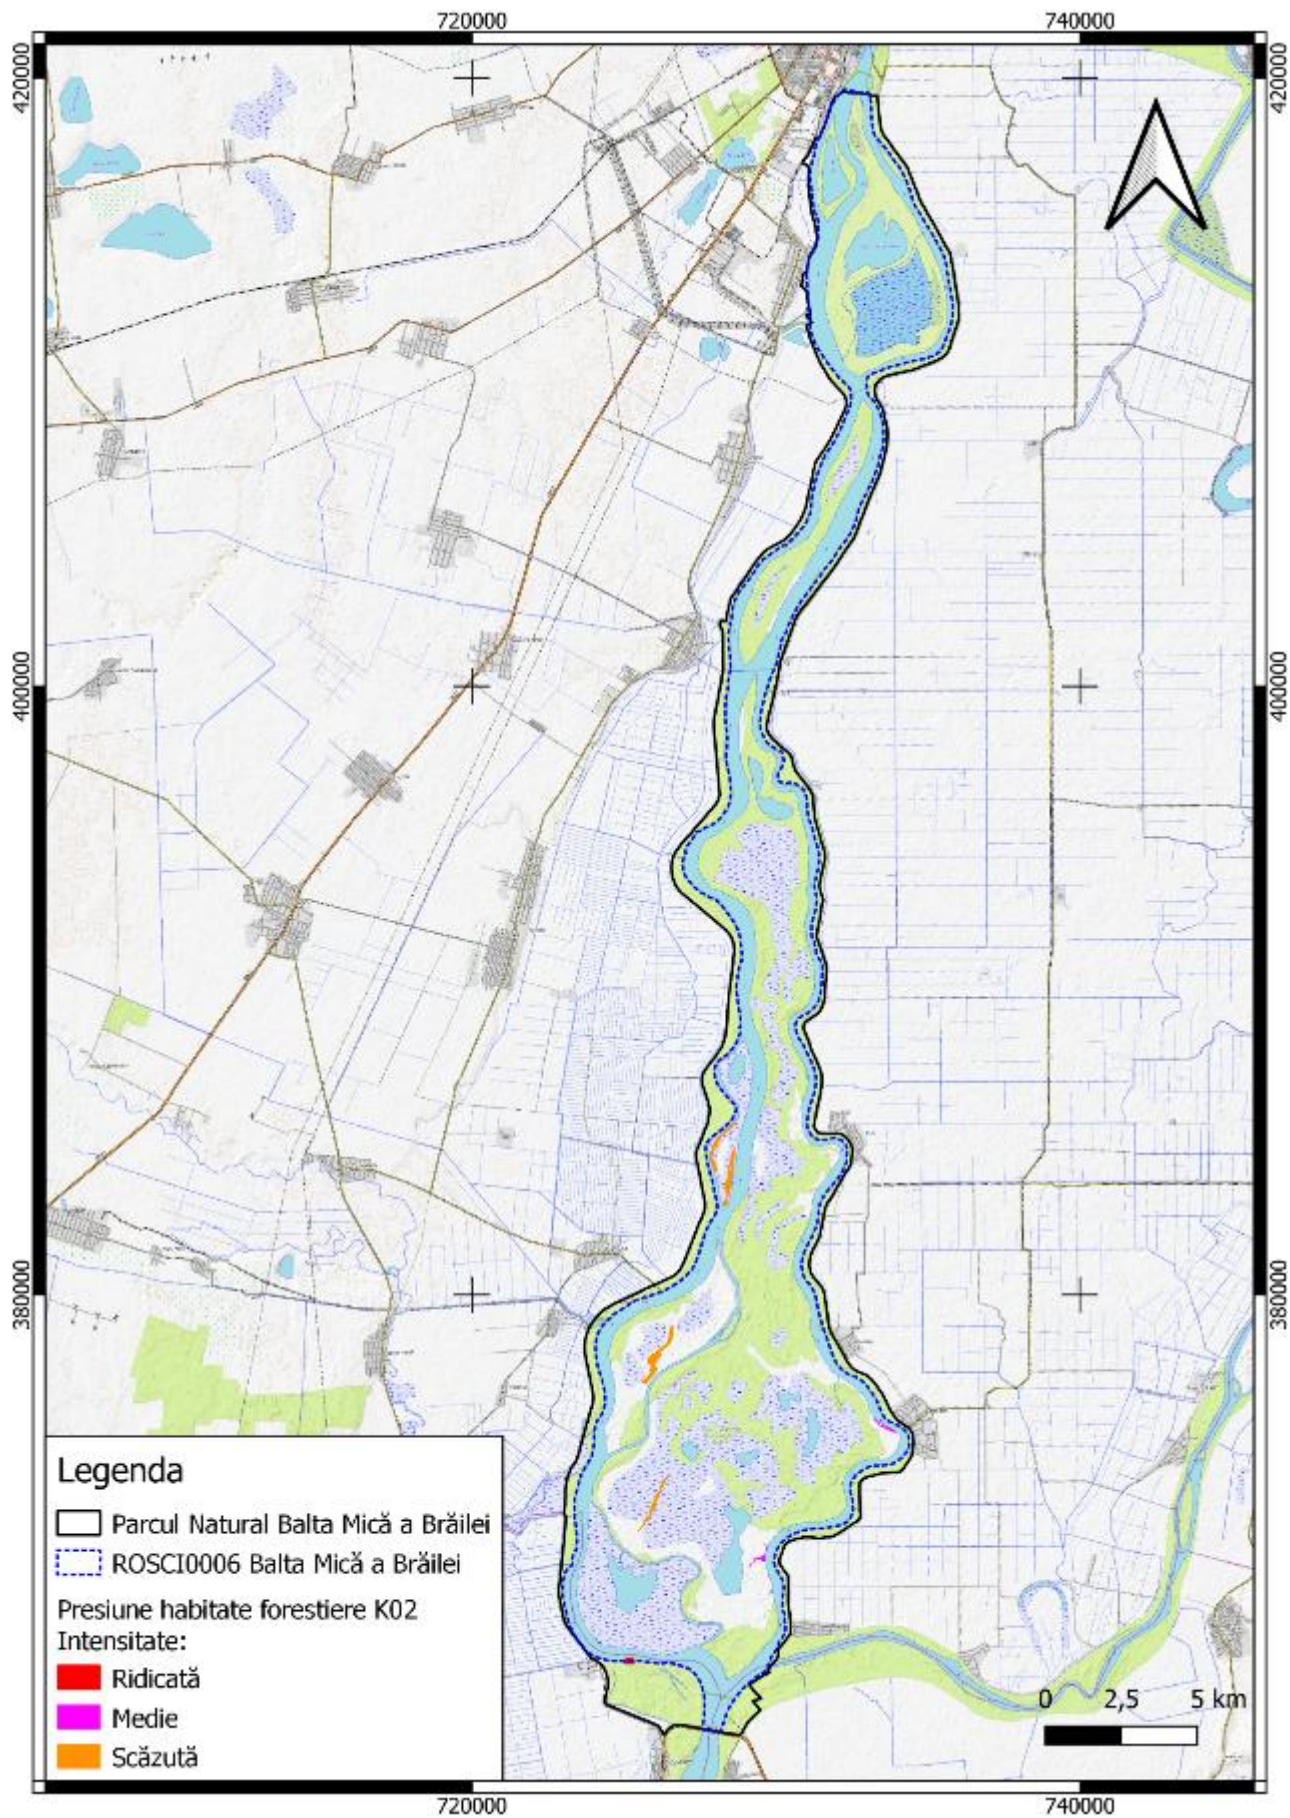 720000
740000
420000
420000
400000
400000
380000
380000
Legenda
Parcul Natural Balta Mică a Brăilei
ROSCI0006 Balta Mică a Brăilei
Presiune habitate forestiere K02
Intensitate:
Ridicată
Medie
Scăzută
0 2,5 5 km
720000
740000